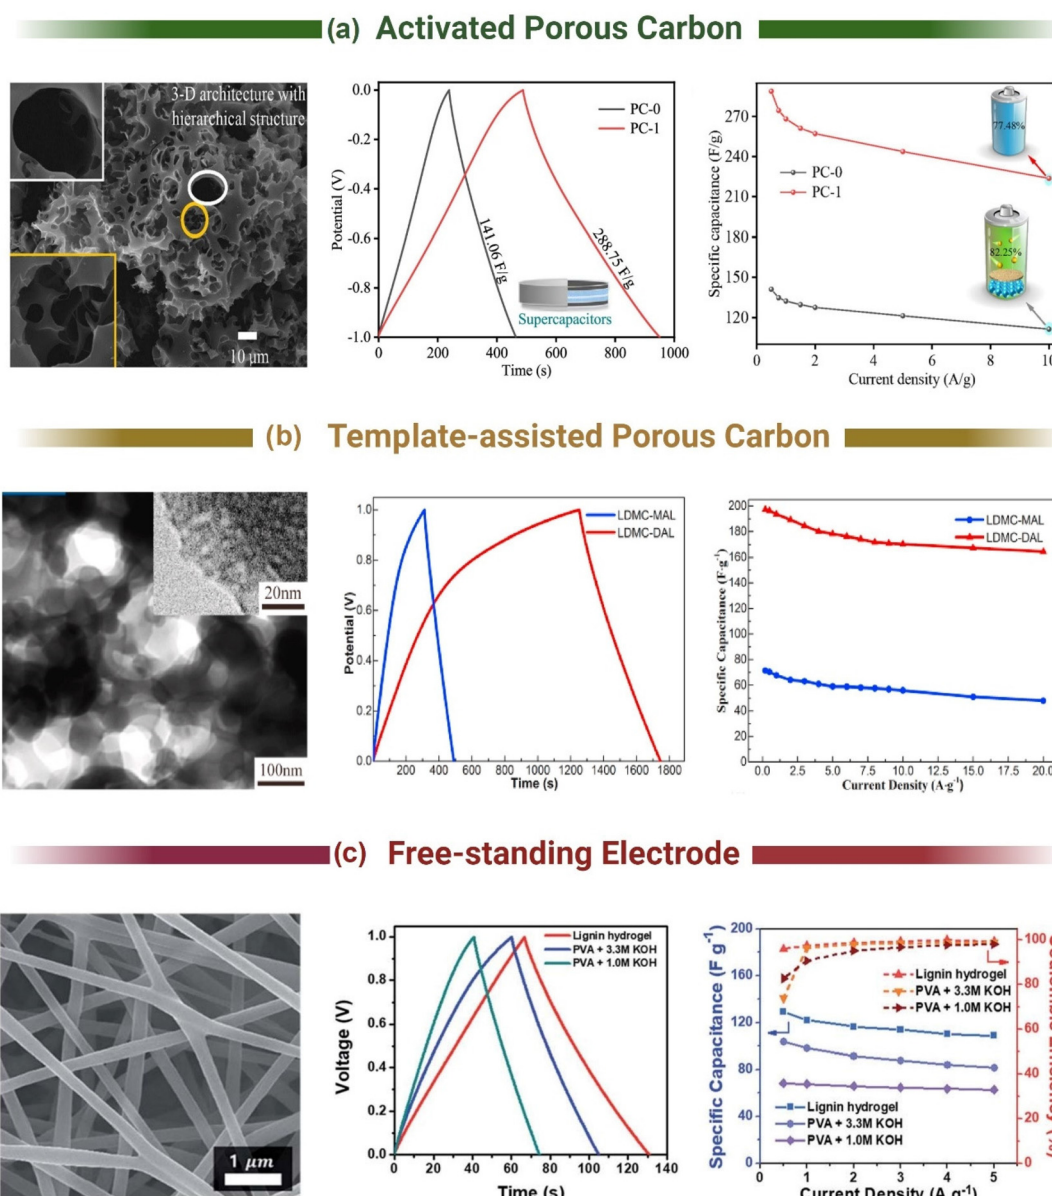 (a) Activated Porous Carbon
3-D architecture with
hierarchical structure
10 μm
Potential (V)
0.0
-0.2
-0.4
-0.6
-0.8
-1.0
PC-0
PC-1
141.06 F/g
288.75 F/g
Supercapacitors
0 200 400 600 800 1000
Time (s)
Specific capacitance (F/g)
270
240
210
180
150
120
PC-0
PC-1
77.48%
82.25%
0 2 4 6 8 10
Current density (A/g)
(b) Template-assisted Porous Carbon
20nm
100nm
Potential (V)
1.0
0.8
0.6
0.4
0.2
0.0
LDMC-MAL
LDMC-DAL
200 400 600 800 1000 1200 1400 1600 1800
Time (s)
Specific Capacitance (F·g⁻¹)
200
180
160
140
120
100
80
60
40
20
0
LDMC-MAL
LDMC-DAL
0.0 2.5 5.0 7.5 10.0 12.5 15.0 17.5 20.0
Current Density (A·g⁻¹)
(c) Free-standing Electrode
1 μm
Voltage (V)
1.0
0.8
0.6
0.4
0.2
0.0
Lignin hydrogel
PVA + 3.3M KOH
PVA + 1.0M KOH
0 20 40 60 80 100 120 140
Time (s)
Specific Capacitance (F g⁻¹)
200
180
160
120
80
40
0
Lignin hydrogel
PVA + 3.3M KOH
PVA + 1.0M KOH
Lignin hydrogel
PVA + 3.3M KOH
PVA + 1.0M KOH
100
80
60
40
20
0
0 1 2 3 4 5
Current Density (A g⁻¹)